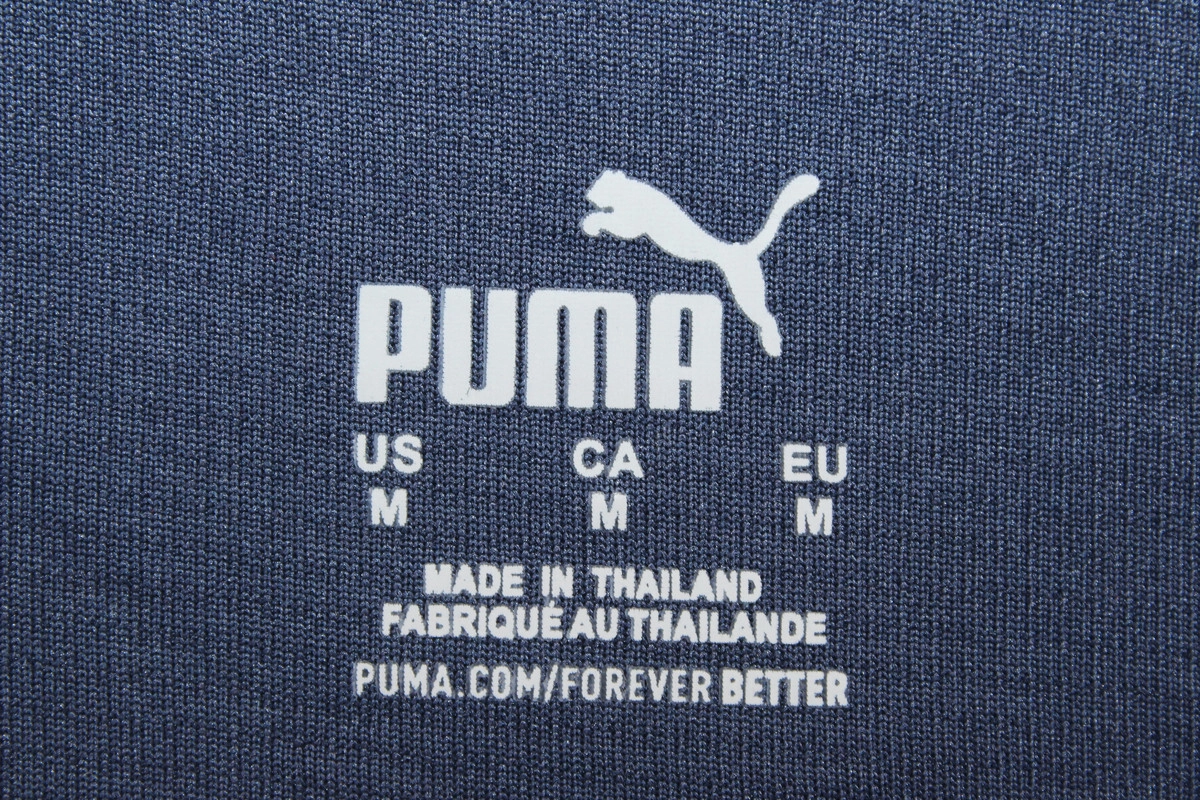 PUMA
US CA EU
M M M
MADE IN THAILAND
FABRIQUÉ AU THAILANDE
PUMA.COM/FOREVER BETTER